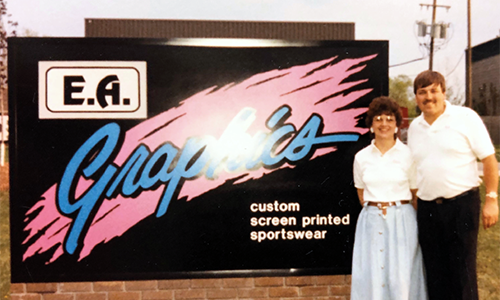 E.A.
Graphics
custom
screen printed
sportswear